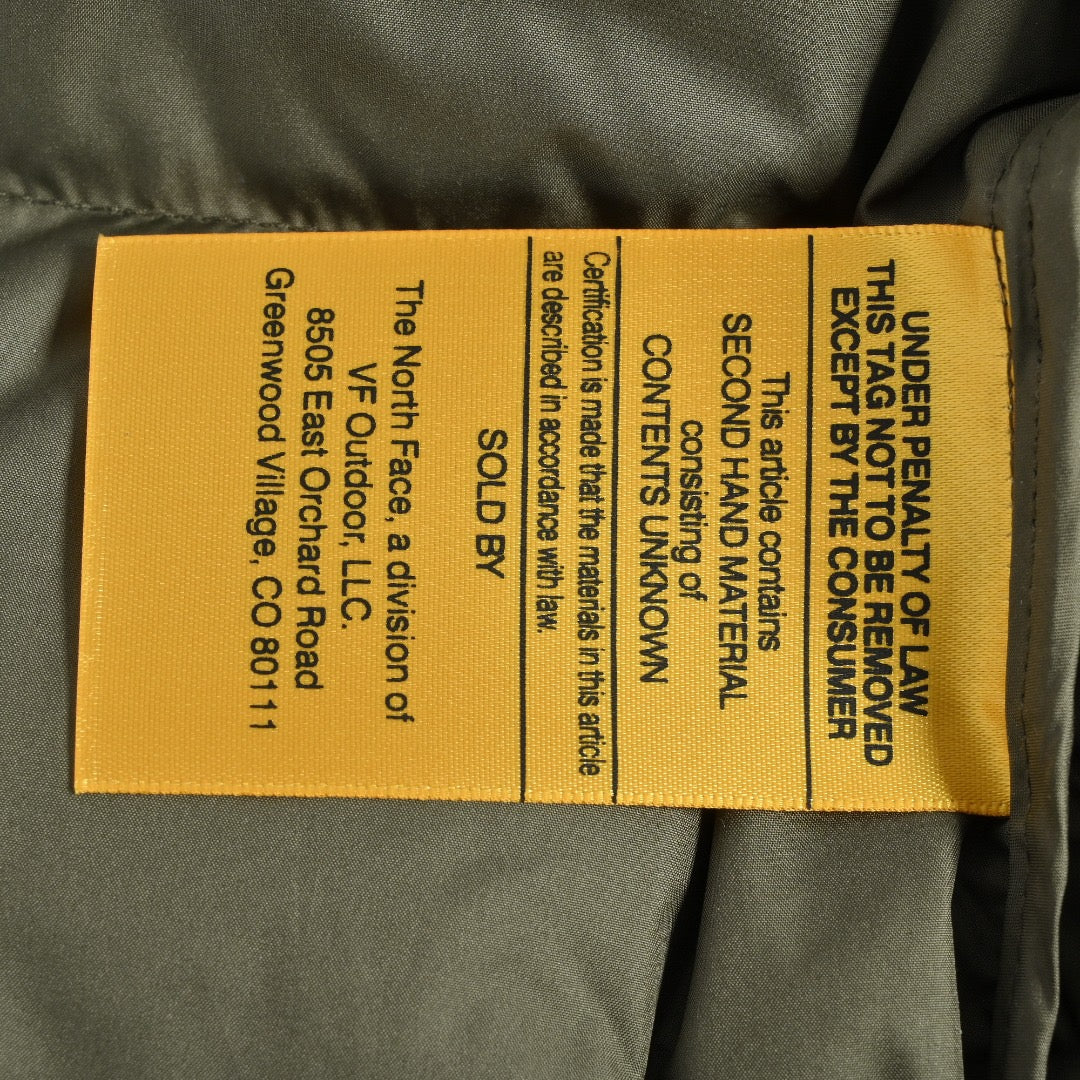 UNDER PENALTY OF LAW
THIS TAG NOT TO BE REMOVED
EXCEPT BY THE CONSUMER
This article contains
SECOND HAND MATERIAL
consisting of
CONTENTS UNKNOWN
Certification is made that the materials in this article
are described in accordance with law.
SOLD BY
The North Face, a division of
VF Outdoor, LLC.
8505 East Orchard Road
Greenwood Village, CO 80111